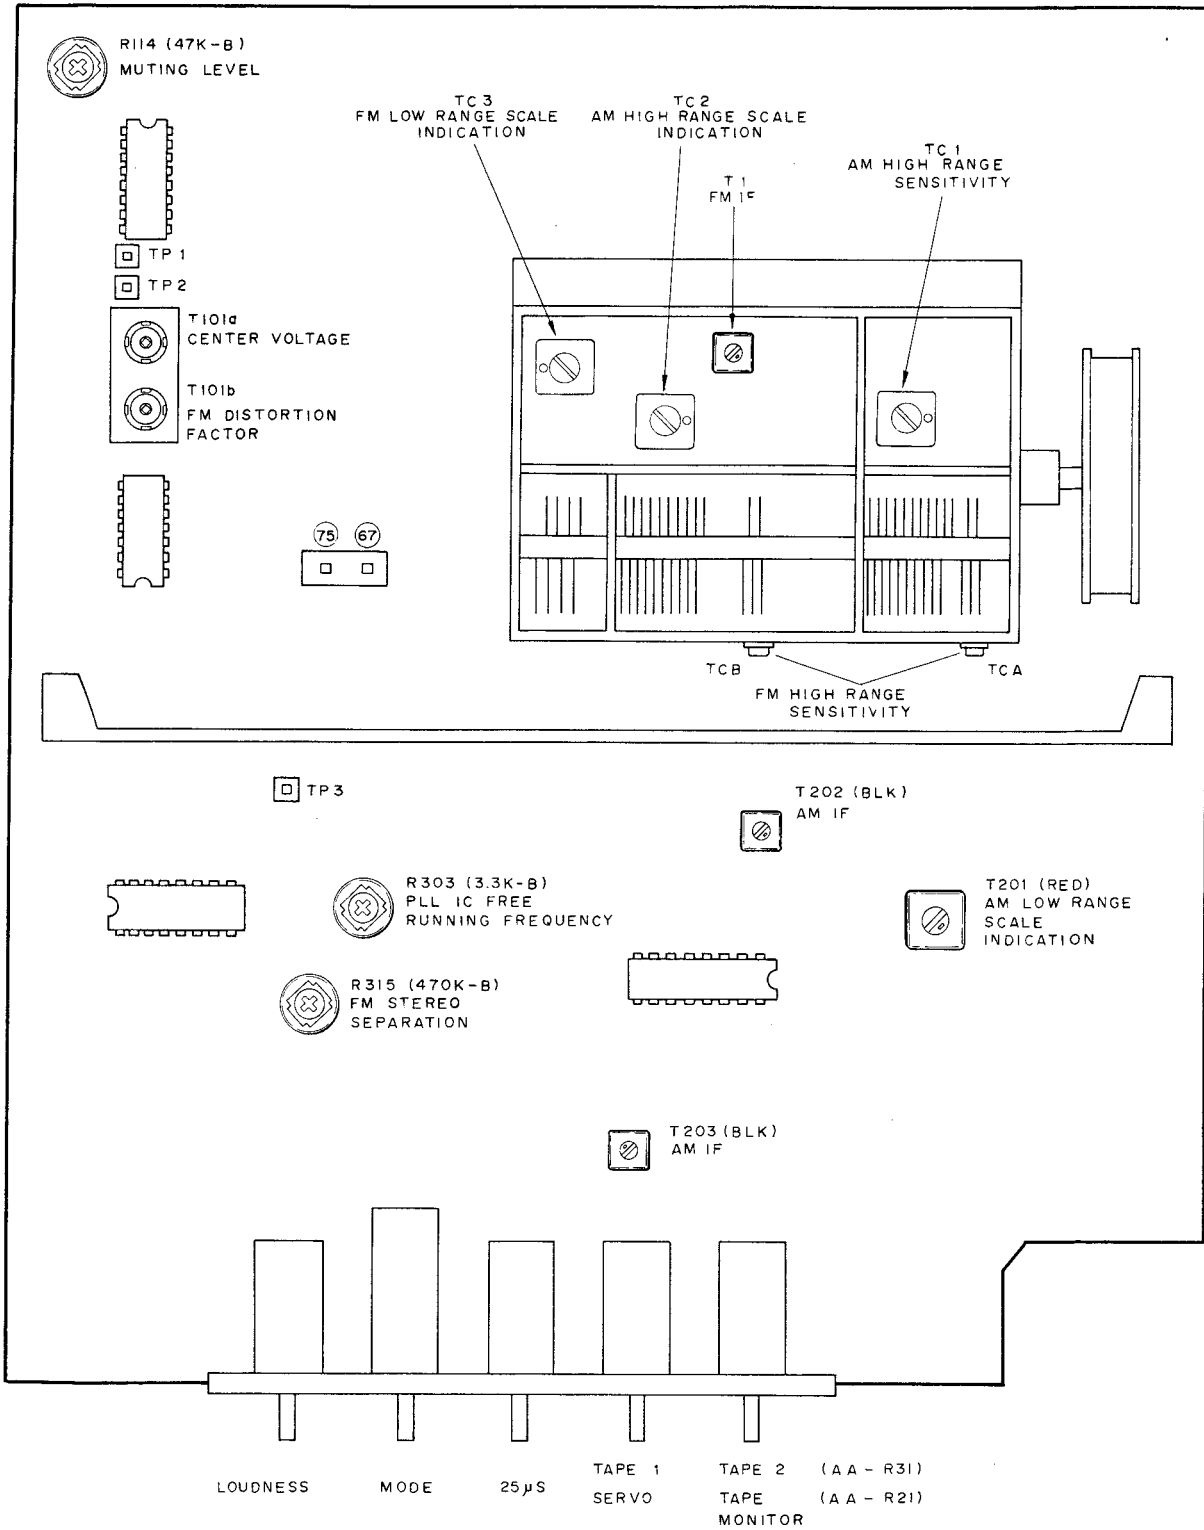 R114 (47K-B)
MUTING LEVEL
TC 3
FM LOW RANGE SCALE
INDICATION
TC 2
AM HIGH RANGE SCALE
INDICATION
TC 1
AM HIGH RANGE
SENSITIVITY
T 1
FM IF
TP 1
TP 2
T101a
CENTER VOLTAGE
T101b
FM DISTORTION
FACTOR
75 67
TCB
TCA
FM HIGH RANGE
SENSITIVITY
TP 3
T202 (BLK)
AM IF
R303 (3.3K-B)
PLL IC FREE
RUNNING FREQUENCY
T201 (RED)
AM LOW RANGE
SCALE
INDICATION
R315 (470K-B)
FM STEREO
SEPARATION
T203 (BLK)
AM IF
LOUDNESS
MODE
25µS
TAPE 1
SERVO
TAPE 2 (AA-R31)
TAPE (AA-R21)
MONITOR